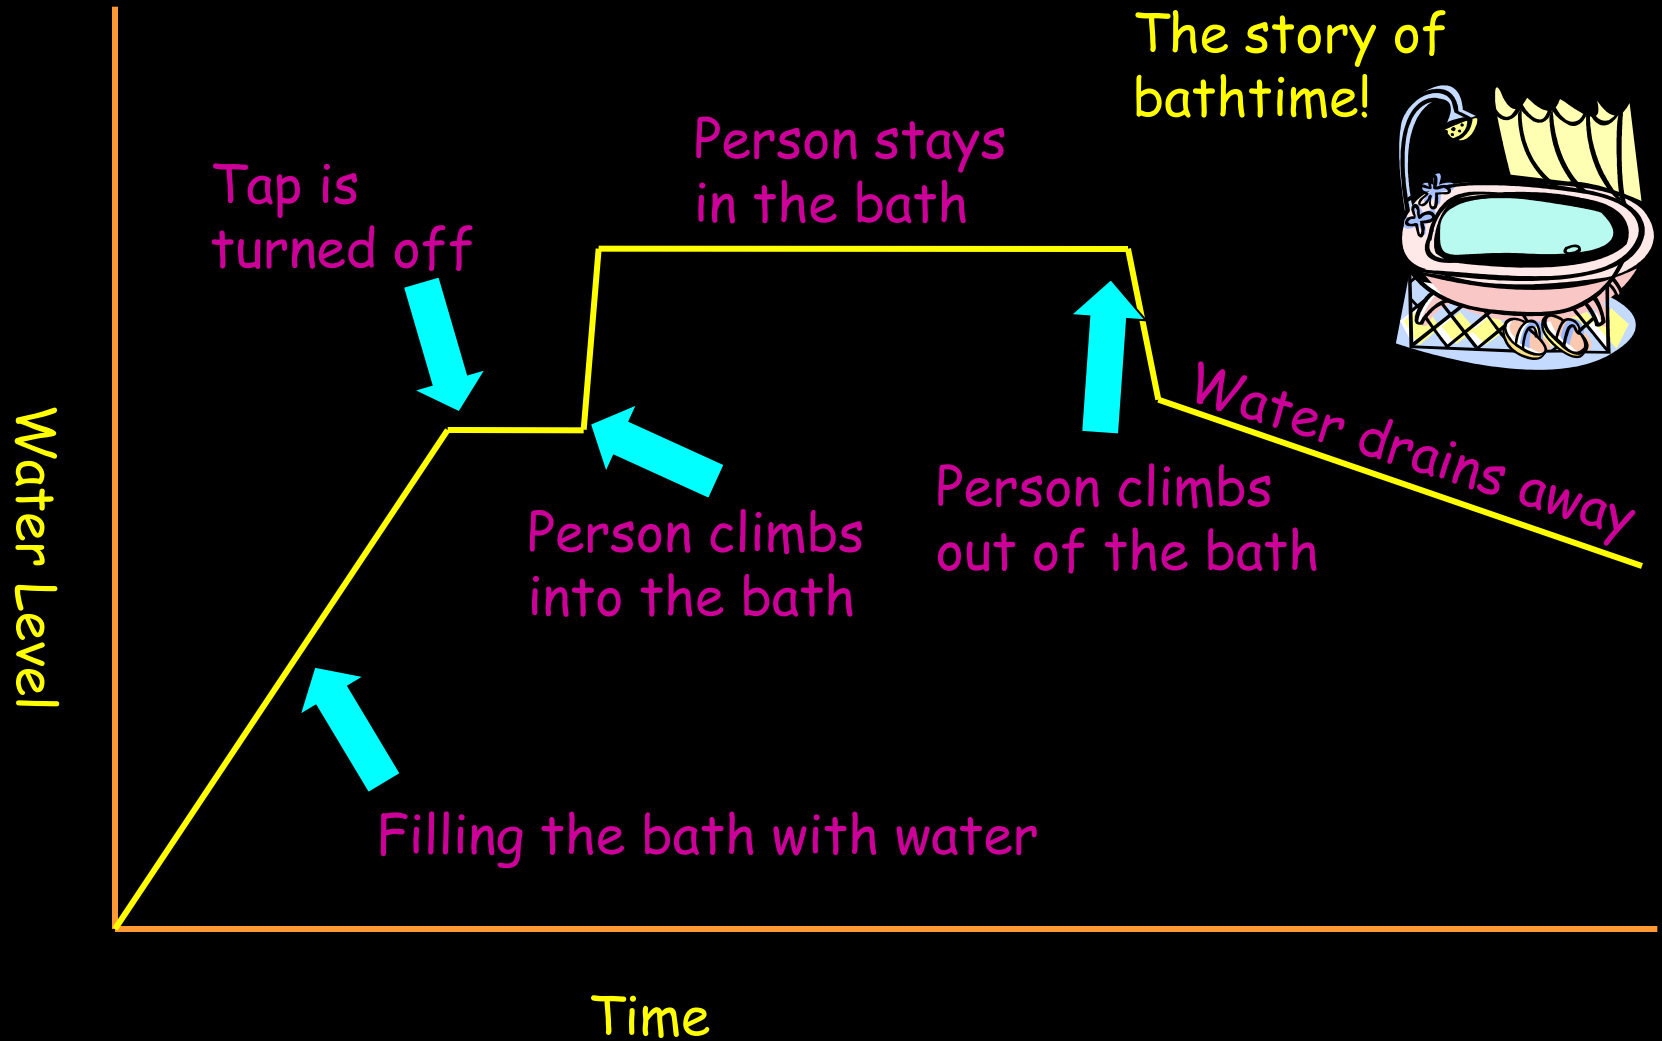 The story of
bathtime!
Person stays
in the bath
Tap is
turned off
Water drains away
Water Level
Person climbs
into the bath
Person climbs
out of the bath
Filling the bath with water
Time